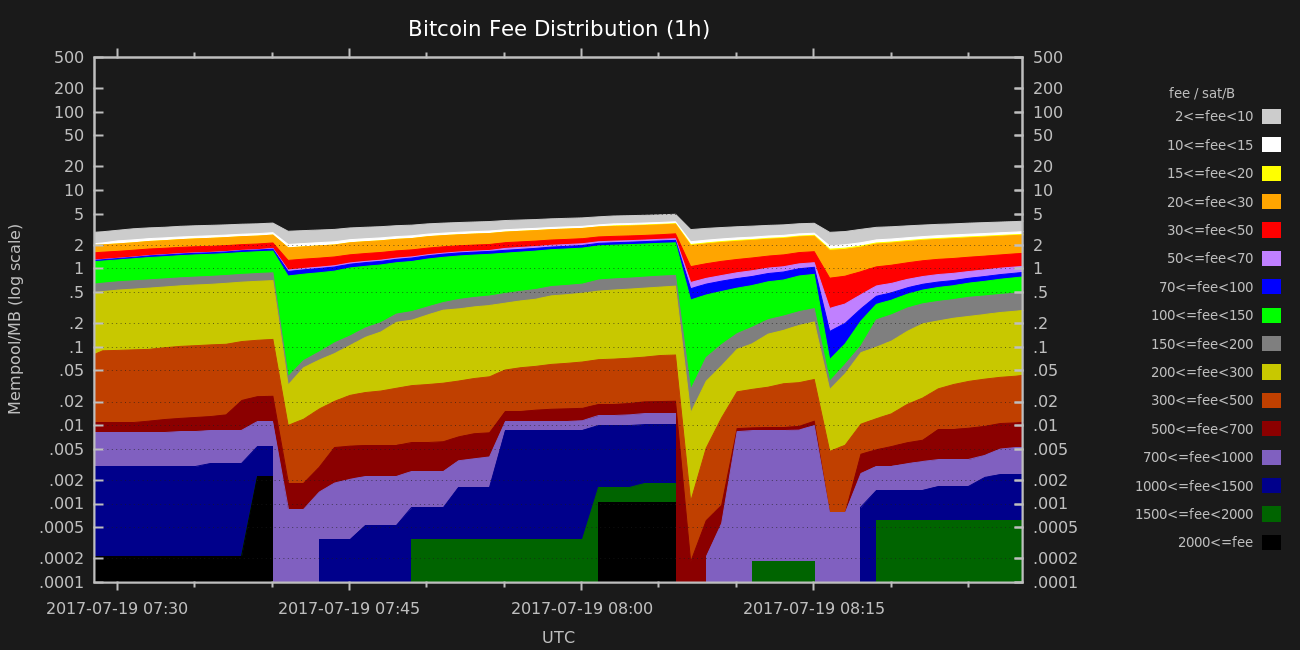 Bitcoin Fee Distribution (1h)
500 500
200 200
100 100
50 50
20 20
10 10
5 5
2 2
1 1
.5 .5
.2 .2
.1 .1
.05 .05
.02 .02
.01 .01
.005 .005
.002 .002
.001 .001
.0005 .0005
.0002 .0002
.0001 .0001
Mempool/MB (log scale)
2017-07-19 07:30 2017-07-19 07:45 2017-07-19 08:00 2017-07-19 08:15
UTC
fee / sat/B
2<=fee<10
10<=fee<15
15<=fee<20
20<=fee<30
30<=fee<50
50<=fee<70
70<=fee<100
100<=fee<150
150<=fee<200
200<=fee<300
300<=fee<500
500<=fee<700
700<=fee<1000
1000<=fee<1500
1500<=fee<2000
2000<=fee